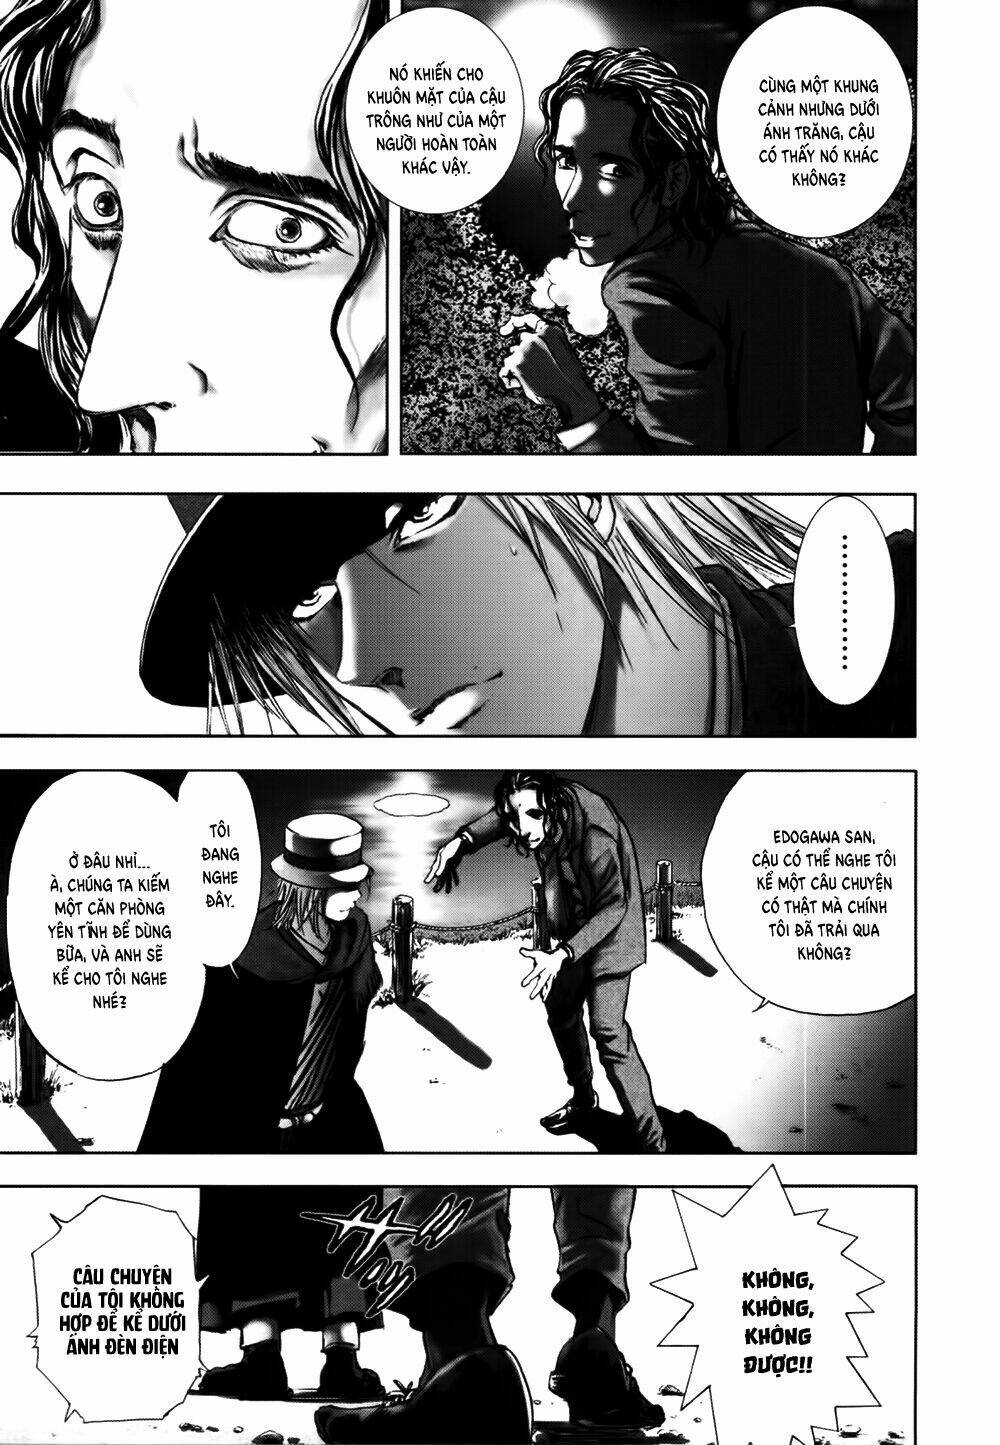 CÙNG MỘT KHUNG
CẢNH NHƯNG DƯỚI
ÁNH TRĂNG, CẬU
CÓ THẤY NÓ KHÁC
KHÔNG?
NÓ KHIẾN CHO
KHUÔN MẶT CỦA CẬU
TRÔNG NHƯ CỦA MỘT
NGƯỜI HOÀN TOÀN
KHÁC VẬY.
............
EDOGAWA SAN,
CẬU CÓ THỂ NGHE TÔI
KỂ MỘT CÂU CHUYỆN
CÓ THẬT MÀ CHÍNH
TÔI ĐÃ TRẢI QUA
KHÔNG?
TÔI
ĐANG
NGHE
ĐÂY.
Ở ĐÂU NHỈ...
À, CHÚNG TA KIẾM
MỘT CĂN PHÒNG
YÊN TĨNH ĐỂ DÙNG
BỮA, VÀ ANH SẼ
KỂ CHO TÔI NGHE
NHÉ?
KHÔNG,
KHÔNG,
KHÔNG
ĐƯỢC!!
CÂU CHUYỆN
CỦA TÔI KHÔNG
HỢP ĐỂ KỂ DƯỚI
ÁNH ĐÈN ĐIỆN